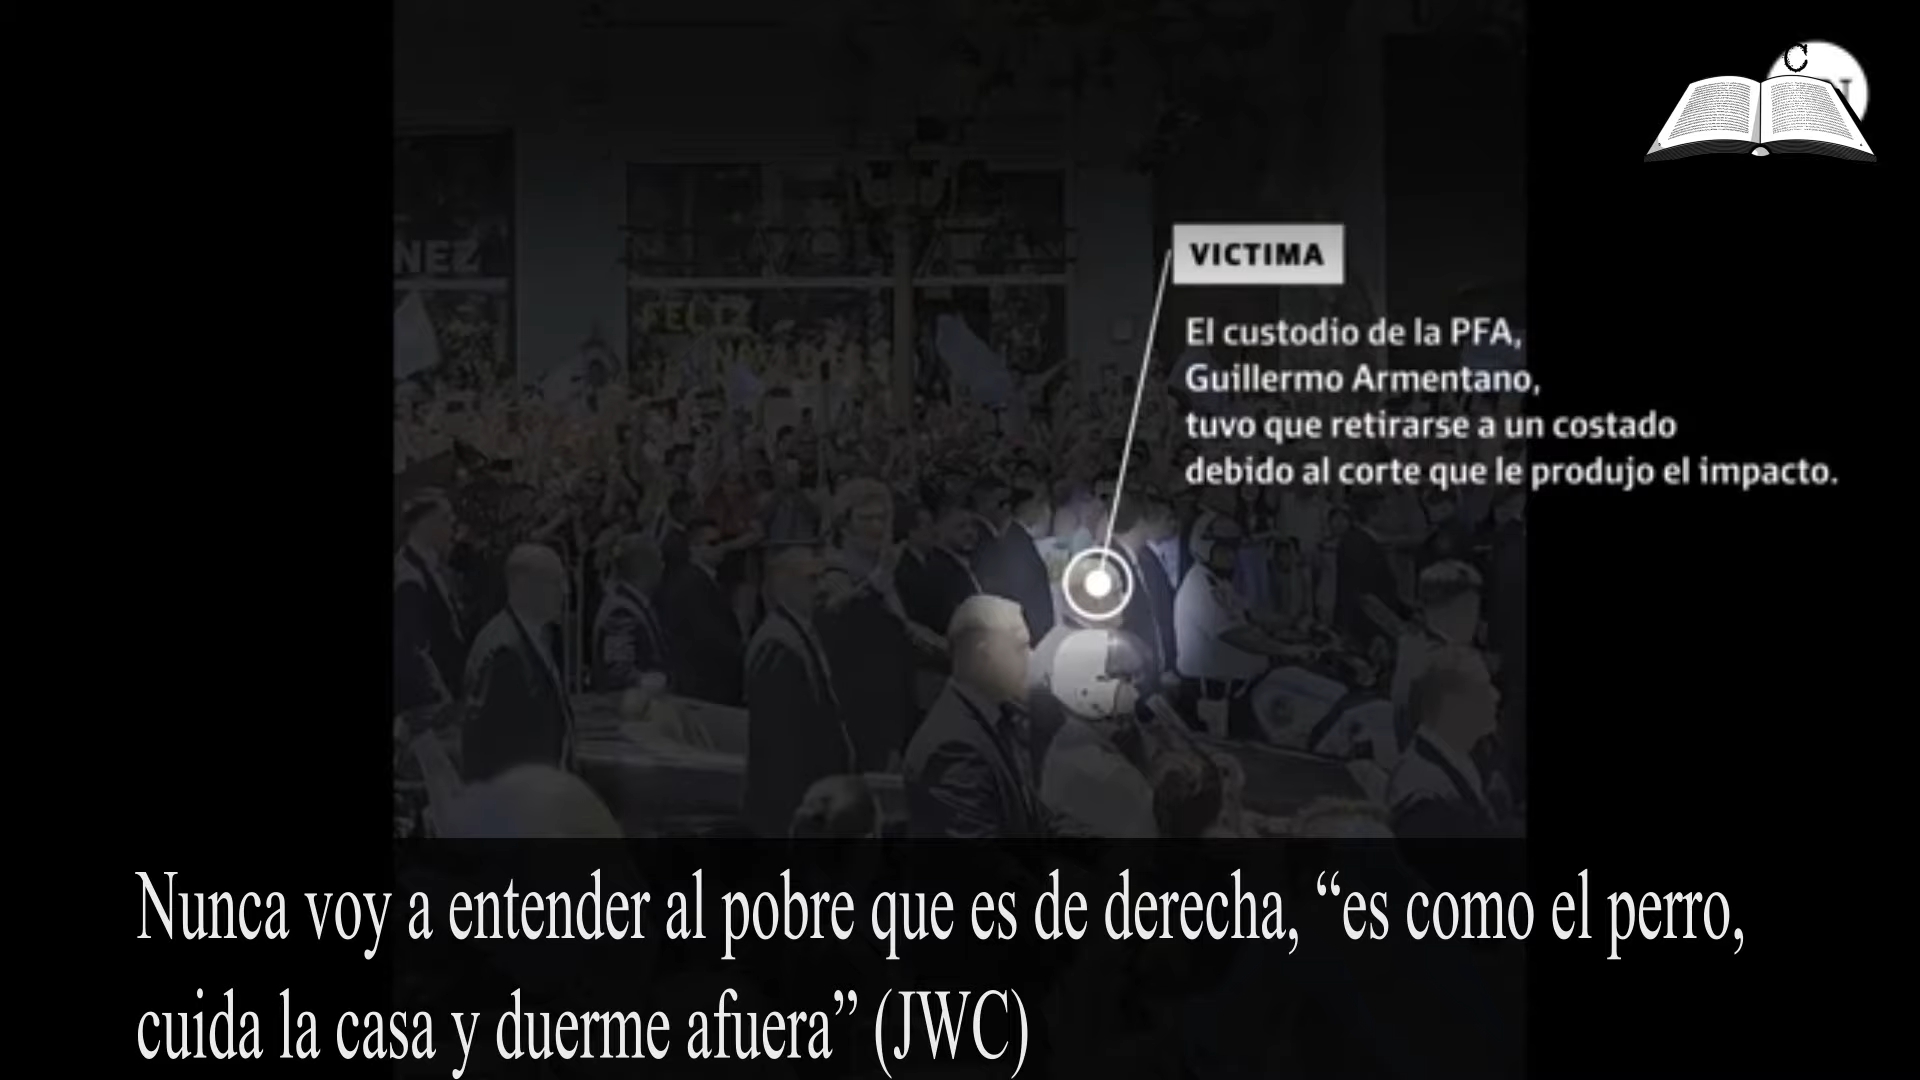 C
NEZ
FELIZ
VICTIMA
El custodio de la PFA,
Guillermo Armentano,
tuvo que retirarse a un costado
debido al corte que le produjo el impacto.
Nunca voy a entender al pobre que es de derecha, “es como el perro,
cuida la casa y duerme afuera” (JWC)